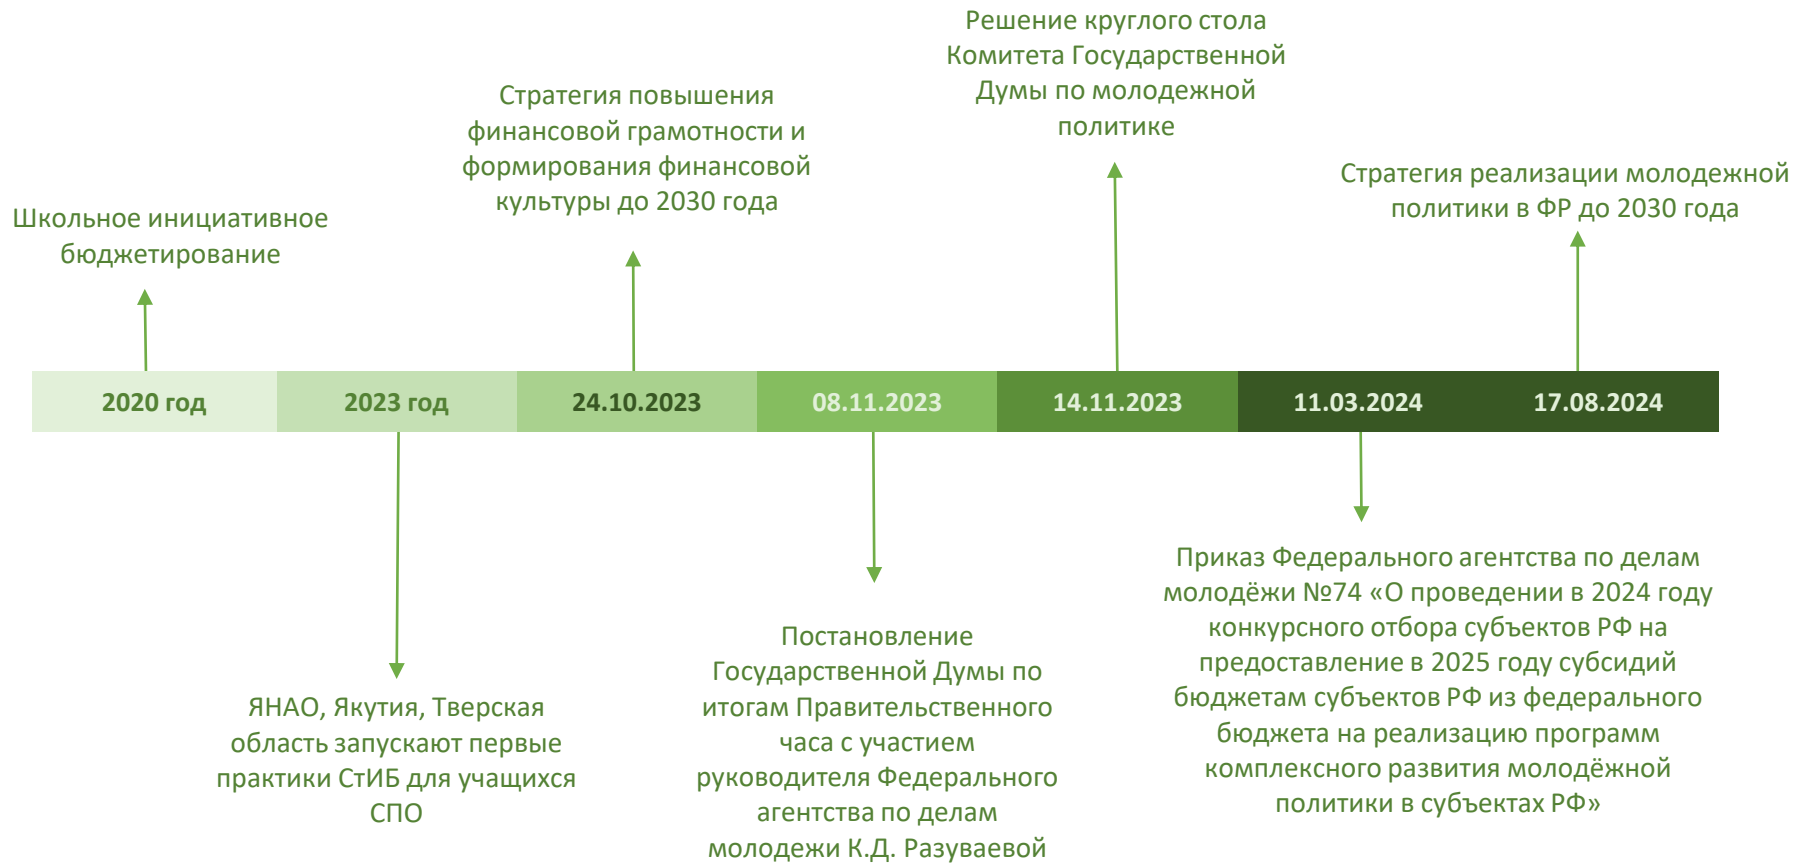 Решение круглого стола
Комитета Государственной
Думы по молодежной
политике
Стратегия повышения
финансовой грамотности и
формирования финансовой
культуры до 2030 года
Стратегия реализации молодежной
политики в ФР до 2030 года
Школьное инициативное
бюджетирование
2020 год
2023 год
24.10.2023
08.11.2023
14.11.2023
11.03.2024
17.08.2024
ЯНАО, Якутия, Тверская
область запускают первые
практики СтИБ для учащихся
СПО
Постановление
Государственной Думы по
итогам Правительственного
часа с участием
руководителя Федерального
агентства по делам
молодежи К.Д. Разуваевой
Приказ Федерального агентства по делам
молодёжи №74 «О проведении в 2024 году
конкурсного отбора субъектов РФ на
предоставление в 2025 году субсидий
бюджетам субъектов РФ из федерального
бюджета на реализацию программ
комплексного развития молодёжной
политики в субъектах РФ»